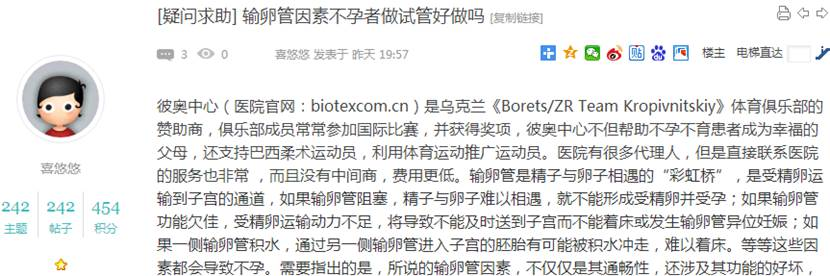 [疑问求助] 输卵管因素不孕者做试管好做吗 [复制链接]
3 0 喜悠悠 发表于 昨天 19:57 贴 楼主 电梯直达
彼奥中心（医院官网：biotexcom.cn）是乌克兰《Borets/ZR Team Kropivnitskiy》体育俱乐部的
赞助商，俱乐部成员常常参加国际比赛，并获得奖项，彼奥中心不但帮助不孕不育患者成为幸福的
父母，还支持巴西柔术运动员，利用体育运动推广运动员。医院有很多代理人，但是直接联系医院
的服务也非常 ，而且没有中间商，费用更低。输卵管是精子与卵子相遇的“彩虹桥”，是受精卵运
输到子宫的通道，如果输卵管阻塞，精子与卵子难以相遇，就不能形成受精卵并受孕；如果输卵管
功能欠佳，受精卵运输动力不足，将导致不能及时送到子宫而不能着床或发生输卵管异位妊娠；如
果一侧输卵管积水，通过另一侧输卵管进入子宫的胚胎有可能被积水冲走，难以着床。等等这些因
素都会导致不孕。需要指出的是，所说的输卵管因素，不仅仅是其通畅性，还涉及其功能的好坏，
喜悠悠
242 242 454
主题 帖子 积分